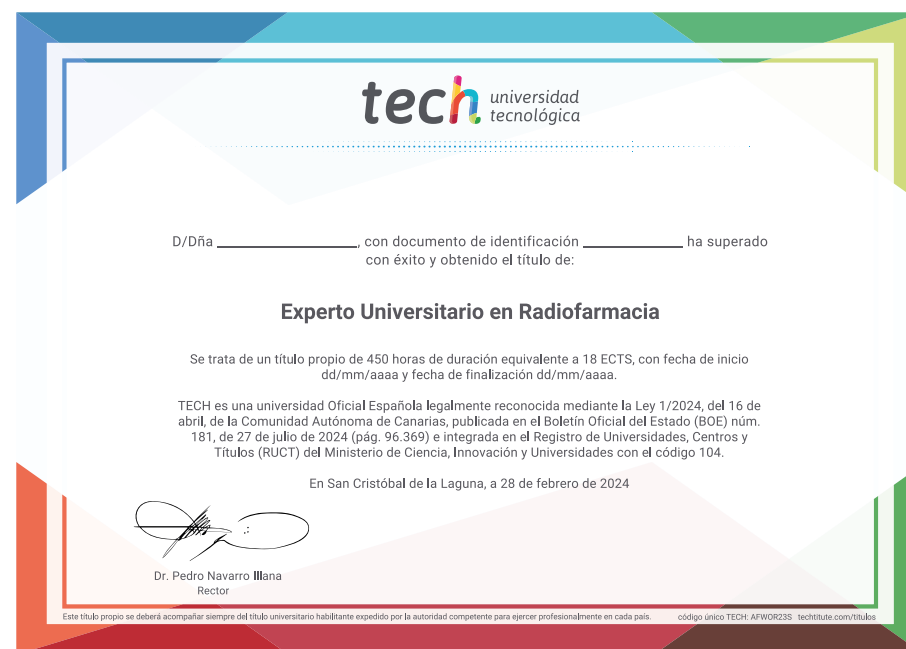 tech universidad
tecnológica
D/Dña ____________, con documento de identificación ____________ ha superado
con éxito y obtenido el título de:
Experto Universitario en Radiofarmacia
Se trata de un título propio de 450 horas de duración equivalente a 18 ECTS, con fecha de inicio
dd/mm/aaaa y fecha de finalización dd/mm/aaaa.
TECH es una universidad Oficial Española legalmente reconocida mediante la Ley 1/2024, del 16 de
abril, de la Comunidad Autónoma de Canarias, publicada en el Boletín Oficial del Estado (BOE) núm.
181, de 27 de julio de 2024 (pág. 96.369) e integrada en el Registro de Universidades, Centros y
Títulos (RUCT) del Ministerio de Ciencia, Innovación y Universidades con el código 104.
En San Cristóbal de la Laguna, a 28 de febrero de 2024
Dr. Pedro Navarro Illana
Rector
Este título propio se deberá acompañar siempre del título universitario habilitante expedido por la autoridad competente para ejercer profesionalmente en cada país. código único TECH: AFWOR23S techtitute.com/titulos